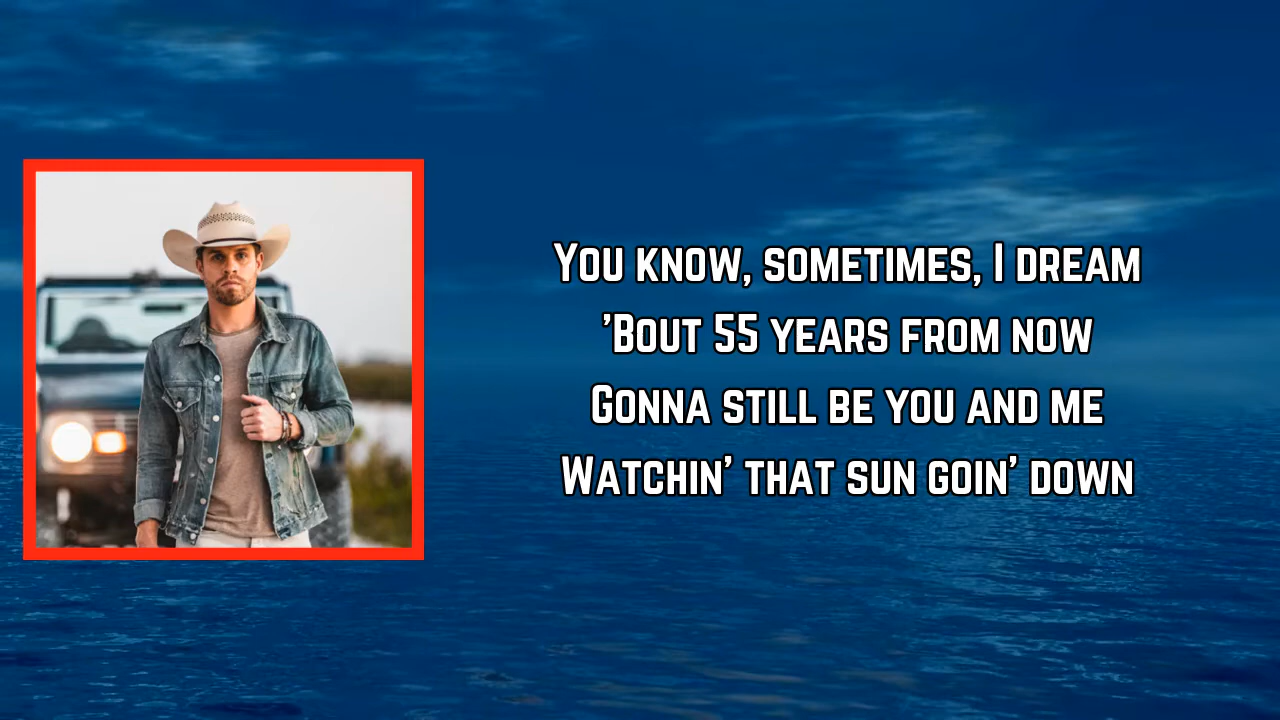 You know, sometimes, I dream
'Bout 55 years from now
Gonna still be you and me
Watchin' that sun goin' down